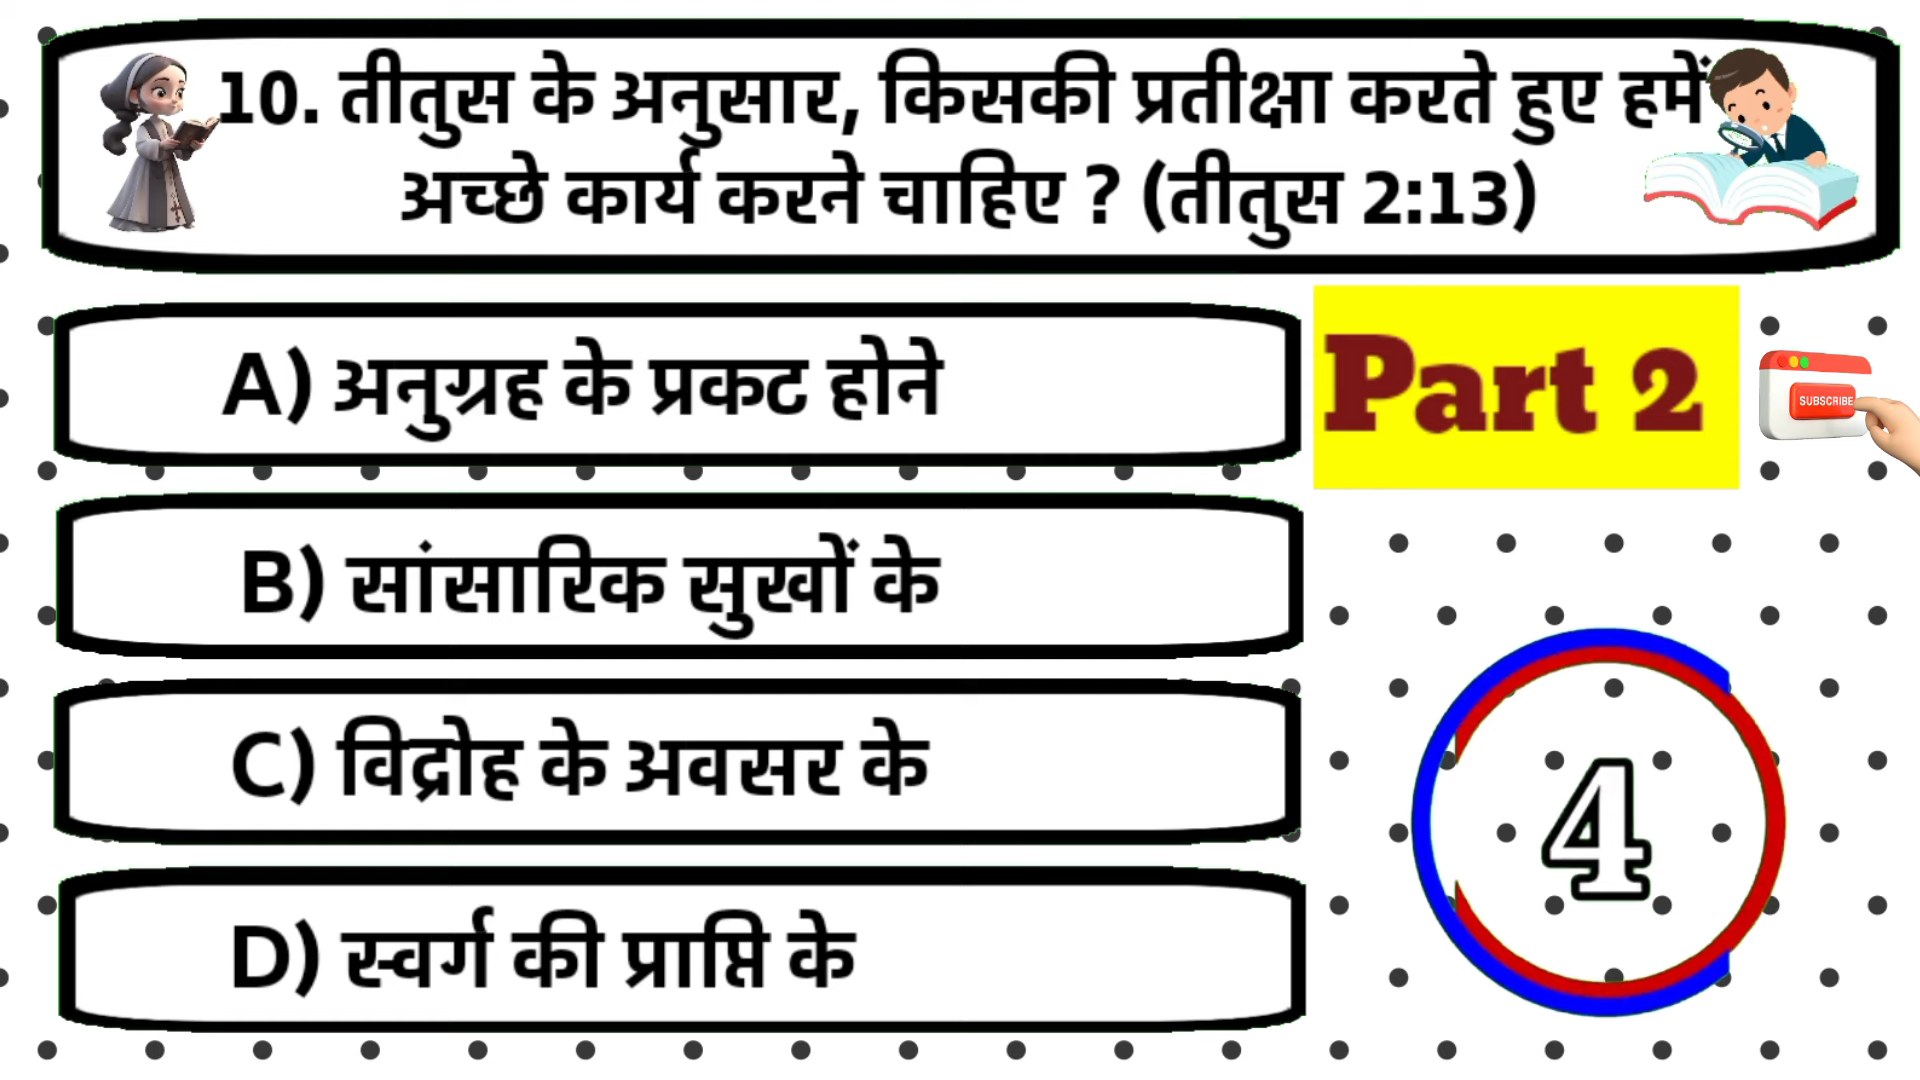 10. तीतुस के अनुसार, किसकी प्रतीक्षा करते हुए हमें
अच्छे कार्य करने चाहिए ? (तीतुस 2:13)
A) अनुग्रह के प्रकट होने
Part 2
SUBSCRIBE
B) सांसारिक सुखों के
C) विद्रोह के अवसर के
4
D) स्वर्ग की प्राप्ति के